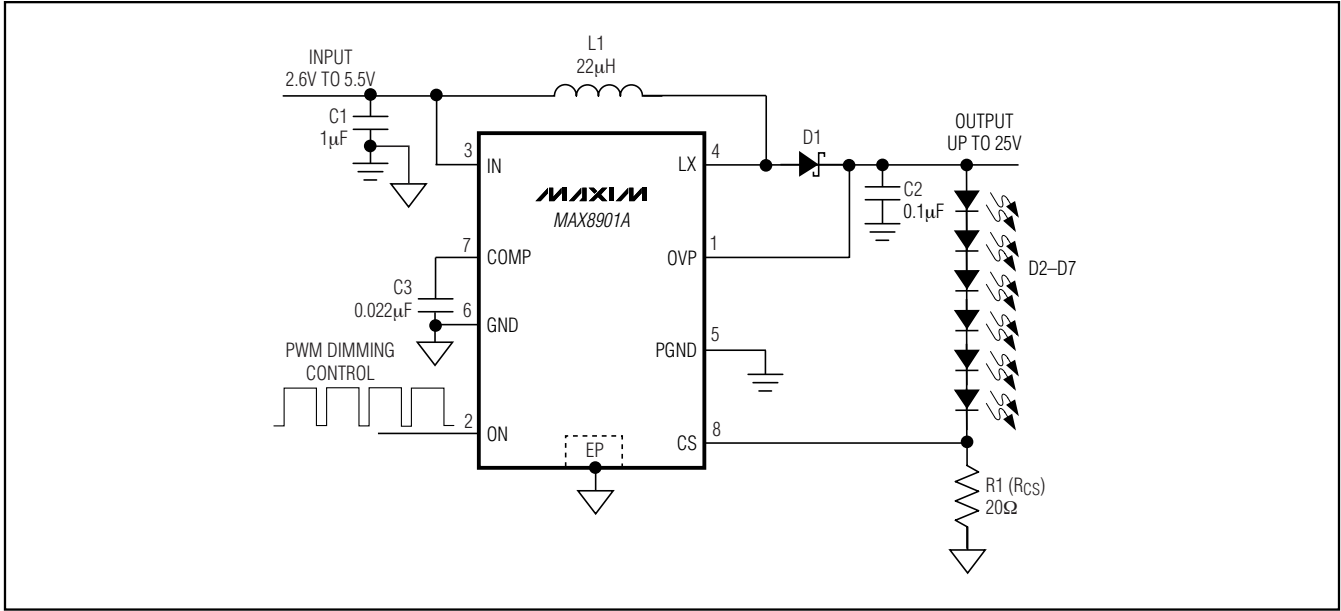 INPUT
2.6V TO 5.5V
L1
22µH
C1
1µF
3
IN
MAXIM
MAX8901A
LX
4
D1
OUTPUT
UP TO 25V
C2
0.1µF
7
COMP
OVP
1
D2–D7
C3
0.022µF
6
GND
PGND
5
PWM DIMMING
CONTROL
2
ON
EP
CS
8
R1 (RCS)
20Ω